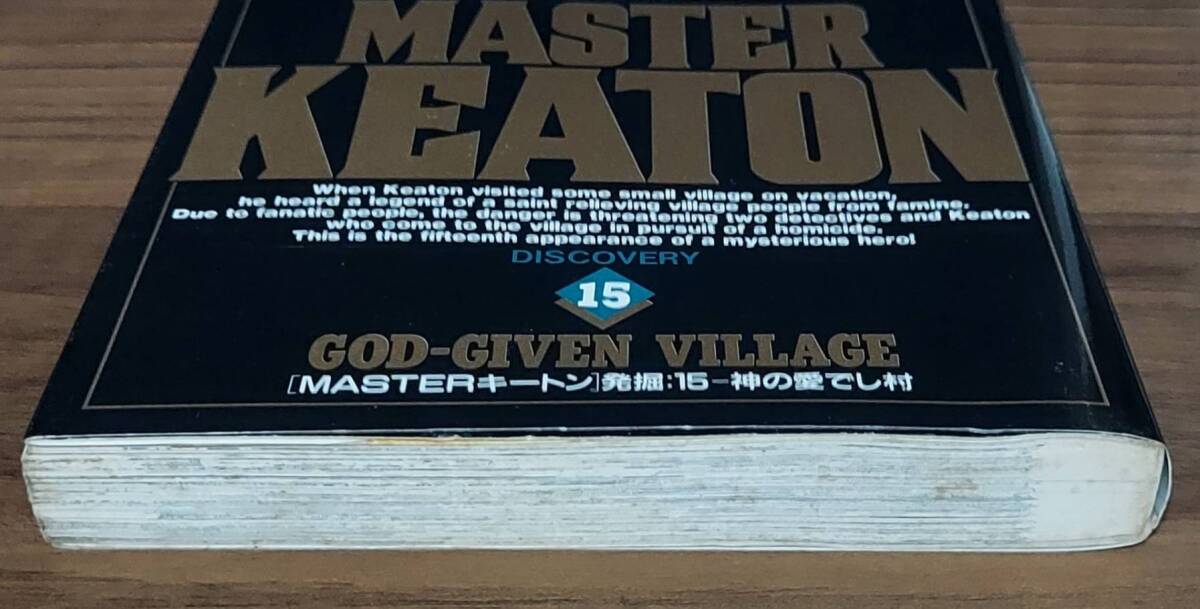 MASTER
KEATON
When Keaton visited some small village on vacation,
he heard a legend of a saint relieving village people from famine.
Due to fanatic people, the danger is threatening two detectives and Keaton
who come to the village in pursuit of a homicide.
This is the fifteenth appearance of a mysterious hero!
DISCOVERY
15
GOD-GIVEN VILLAGE
[MASTERキートン]発掘:15-神の愛でし村